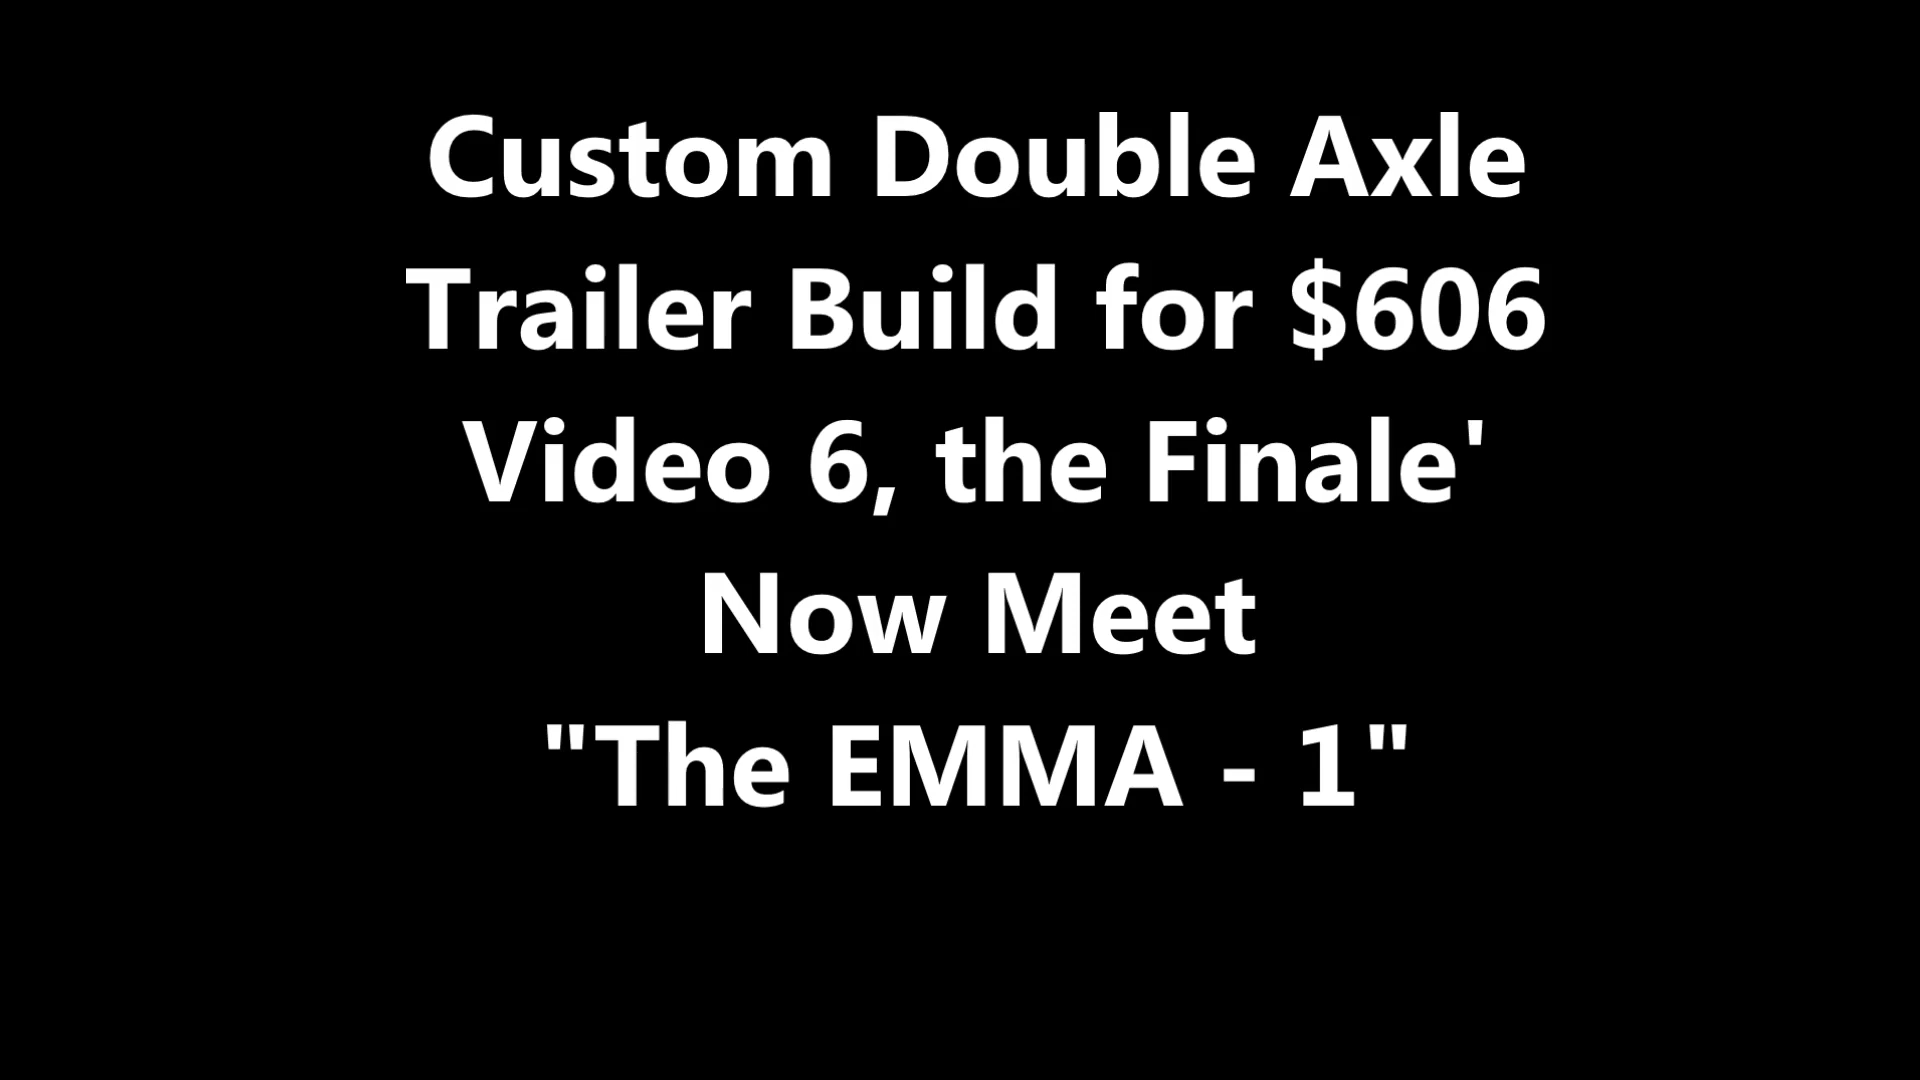 Custom Double Axle
Trailer Build for $606
Video 6, the Finale'
Now Meet
"The EMMA - 1"